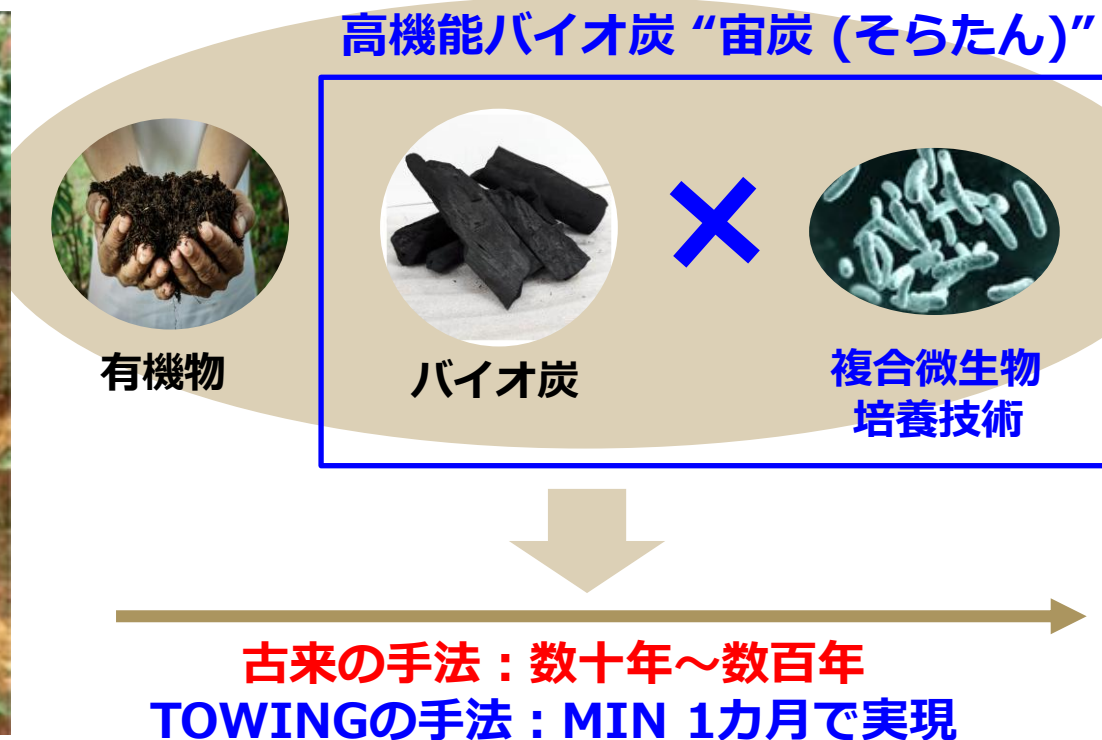 高機能バイオ炭 “宙炭 (そらたん)”
有機物
バイオ炭
複合微生物
培養技術
古来の手法：数十年～数百年
TOWINGの手法：MIN 1カ月で実現